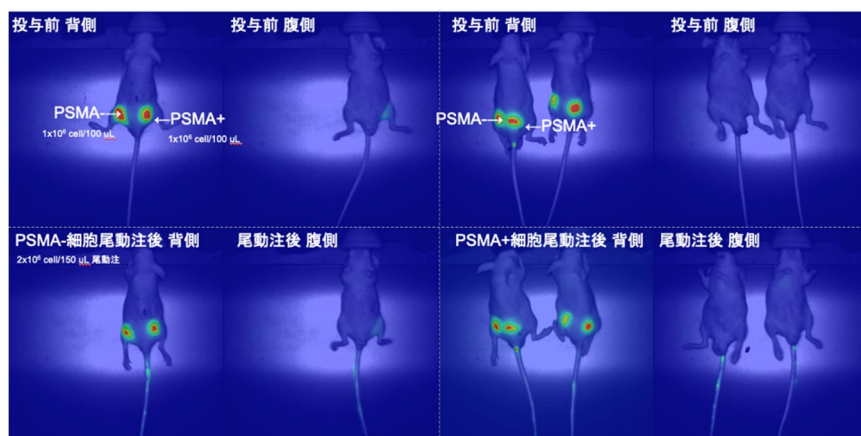 投与前 背側
投与前 腹側
投与前 背側
投与前 腹側
PSMA-→
←PSMA+
1x10⁶ cell/100 uL
1x10⁶ cell/100 uL
PSMA-→
←PSMA+
PSMA-細胞尾動注後 背側
2x10⁶ cell/150 uL 尾動注
尾動注後 腹側
PSMA+細胞尾動注後 背側
尾動注後 腹側